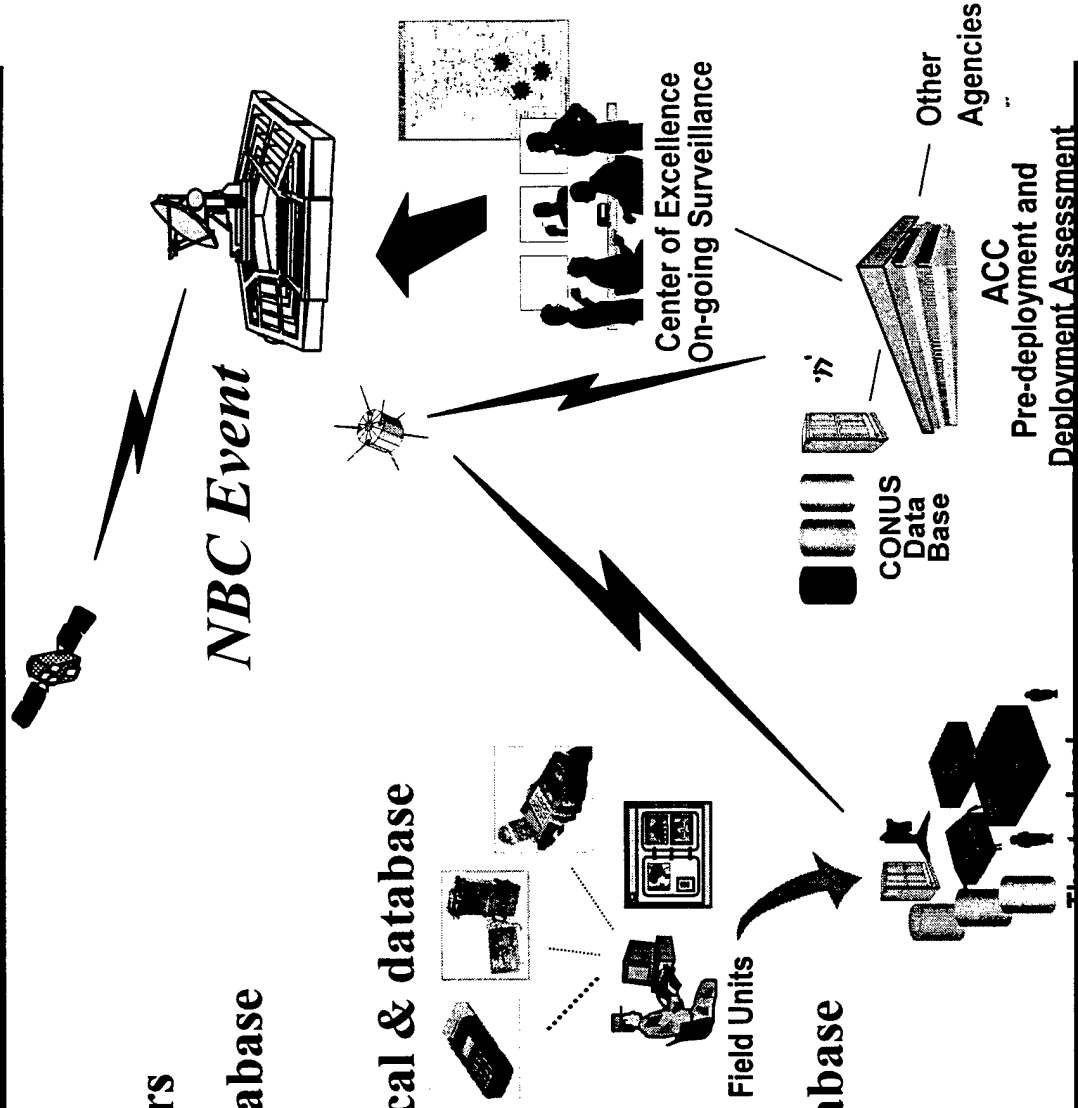 rs
abase
NBC Event
cal & database
Center of Excellence
On-going Surveillance
Field Units
abase
CONUS
Data
Base
Other
Agencies
ACC
Pre-deployment and
Deployment Assessment